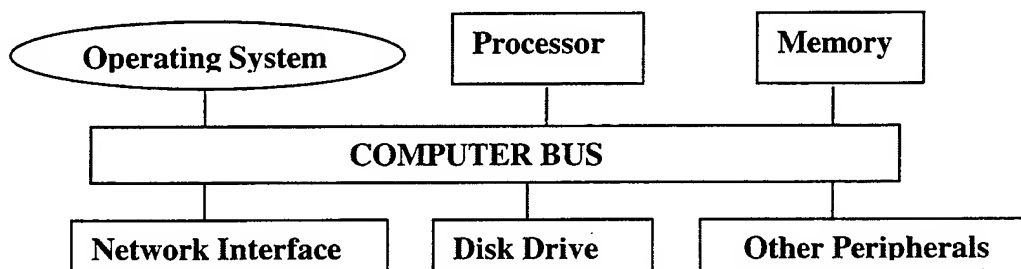 Operating System
Processor
Memory
COMPUTER BUS
Network Interface
Disk Drive
Other Peripherals